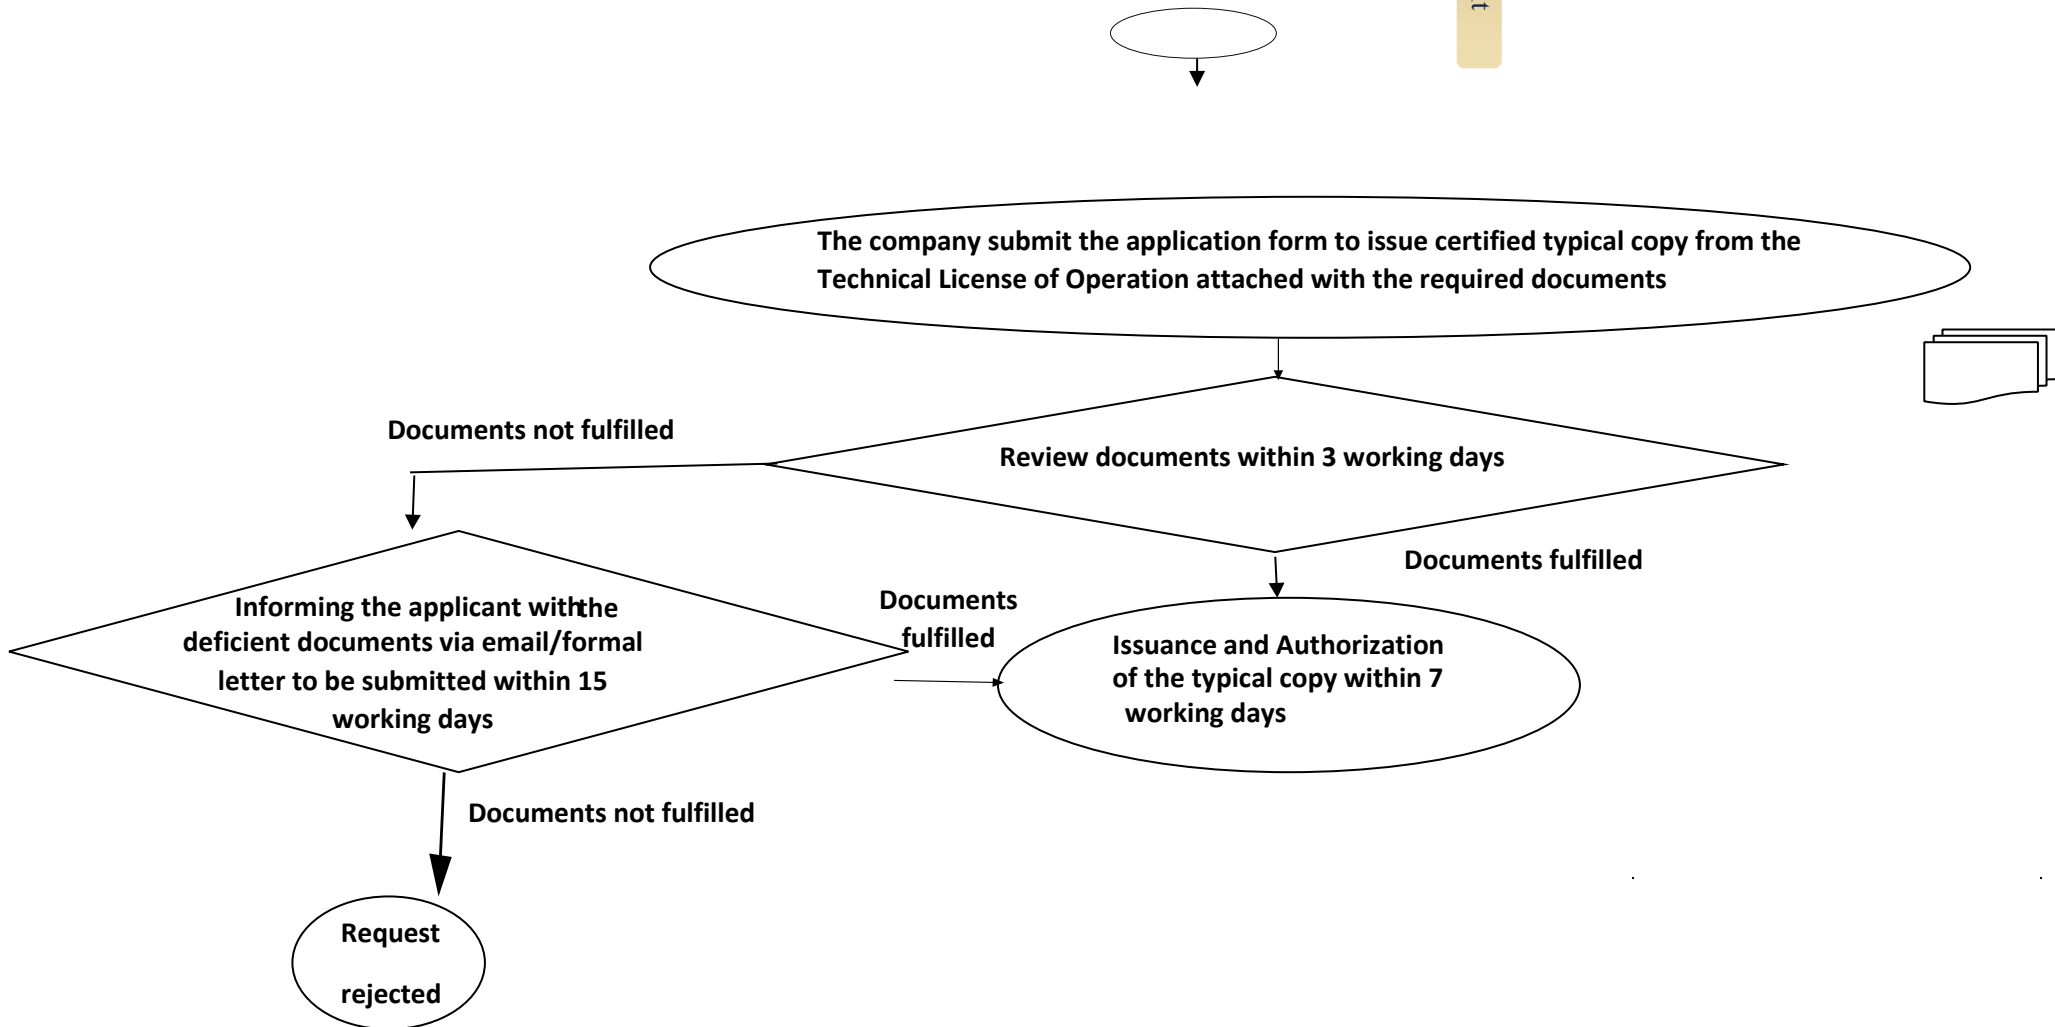 t
The company submit the application form to issue certified typical copy from the
Technical License of Operation attached with the required documents
Documents not fulfilled
Review documents within 3 working days
Documents fulfilled
Informing the applicant with the
deficient documents via email/formal
letter to be submitted within 15
working days
Documents
fulfilled
Issuance and Authorization
of the typical copy within 7
working days
Documents not fulfilled
Request
rejected